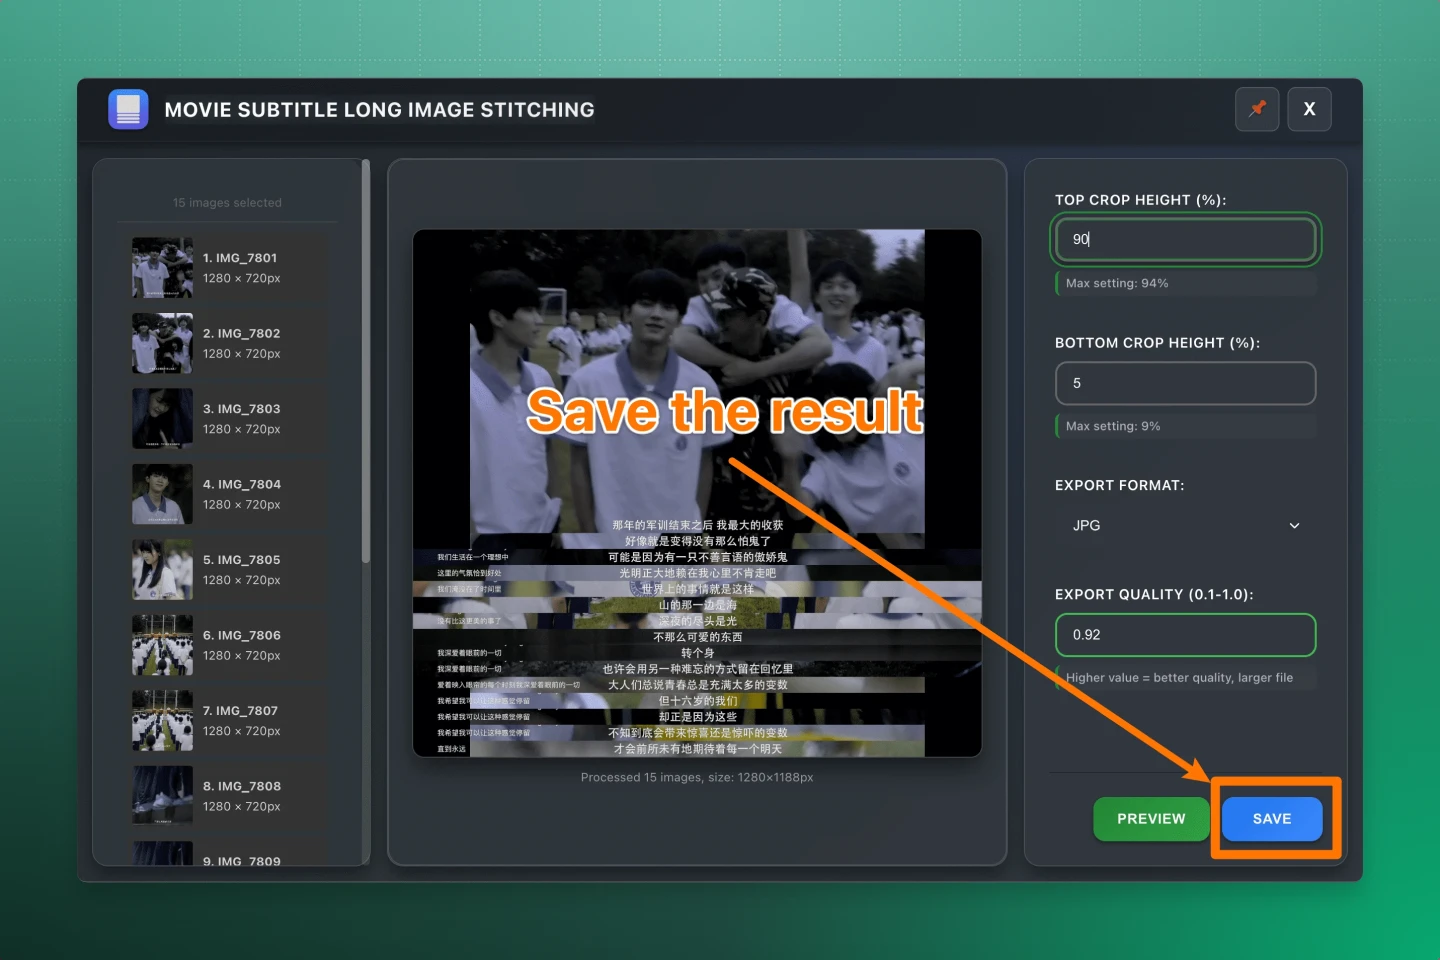 MOVIE SUBTITLE LONG IMAGE STITCHING
X
15 images selected
1. IMG_7801
1280 × 720px
2. IMG_7802
1280 × 720px
3. IMG_7803
1280 × 720px
4. IMG_7804
1280 × 720px
5. IMG_7805
1280 × 720px
6. IMG_7806
1280 × 720px
7. IMG_7807
1280 × 720px
8. IMG_7808
1280 × 720px
9. IMG_7809
Save the result
那年的军训结束之后 我最大的收获
好像就是变得没有那么怕鬼了
我们生活在一个理想中
可能是因为有一只不善言语的傲娇鬼
这里的气氛恰到好处
光明正大地赖在我心里不肯走吧
世界上的事情就是这样
山的那一边是海
没有比这更美的事了
深夜的尽头是光
不那么可爱的东西
我深爱着眼前的一切
转个身
我深爱着眼前的一切
也许会用另一种难忘的方式留在回忆里
爱着映入眼帘的每个时刻我深爱着眼前的一切
大人们总说青春总是充满太多的变数
我希望我可以让这种感觉停留
但十六岁的我们
我希望我可以让这种感觉停留
却正是因为这些
我希望我可以让这种感觉停留
不知到底会带来惊喜还是惊吓的变数
直到永远
才会前所未有地期待着每一个明天
Processed 15 images, size: 1280×1188px
TOP CROP HEIGHT (%):
90
Max setting: 94%
BOTTOM CROP HEIGHT (%):
5
Max setting: 9%
EXPORT FORMAT:
JPG
EXPORT QUALITY (0.1-1.0):
0.92
Higher value = better quality, larger file
PREVIEW
SAVE